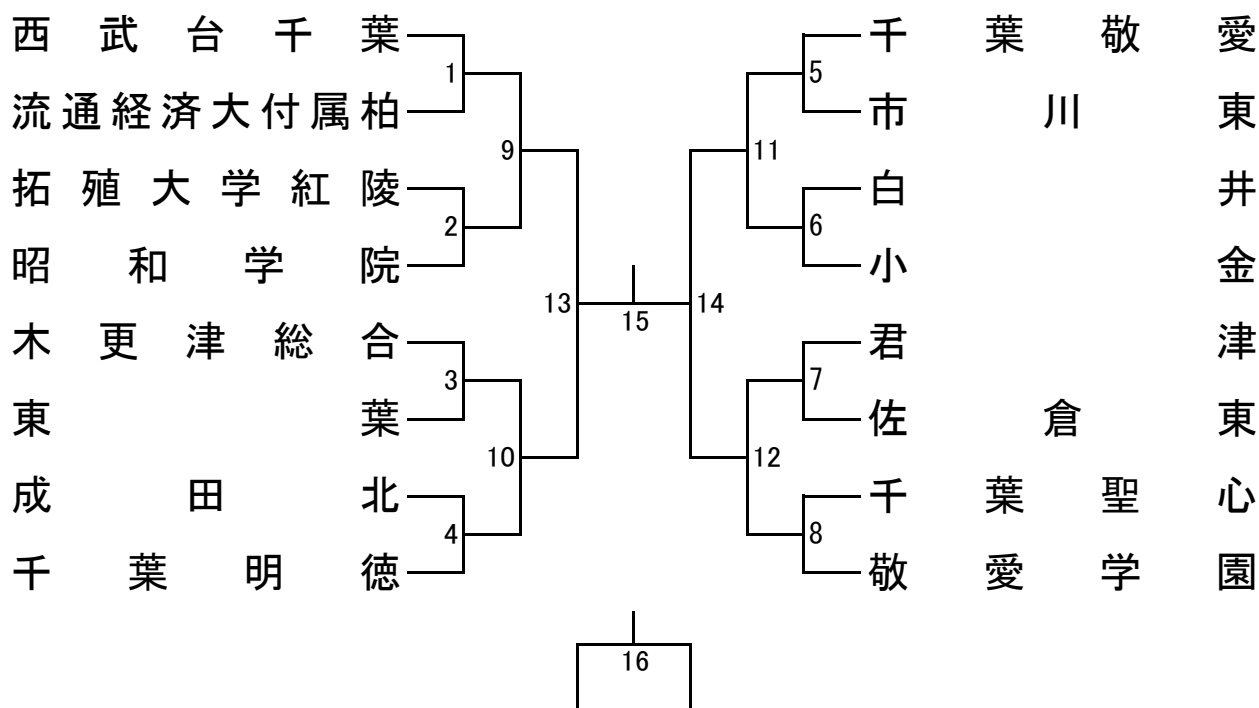 西武台千葉
1
流通経済大付属柏
9
拓殖大学紅陵
2
昭和学院
13
木更津総合
3
東葉
10
成田北
4
千葉明徳
15
千葉敬愛
5
市川東
11
白井
6
小金
14
君津
7
佐倉東
12
千葉聖心
8
敬愛学園
16